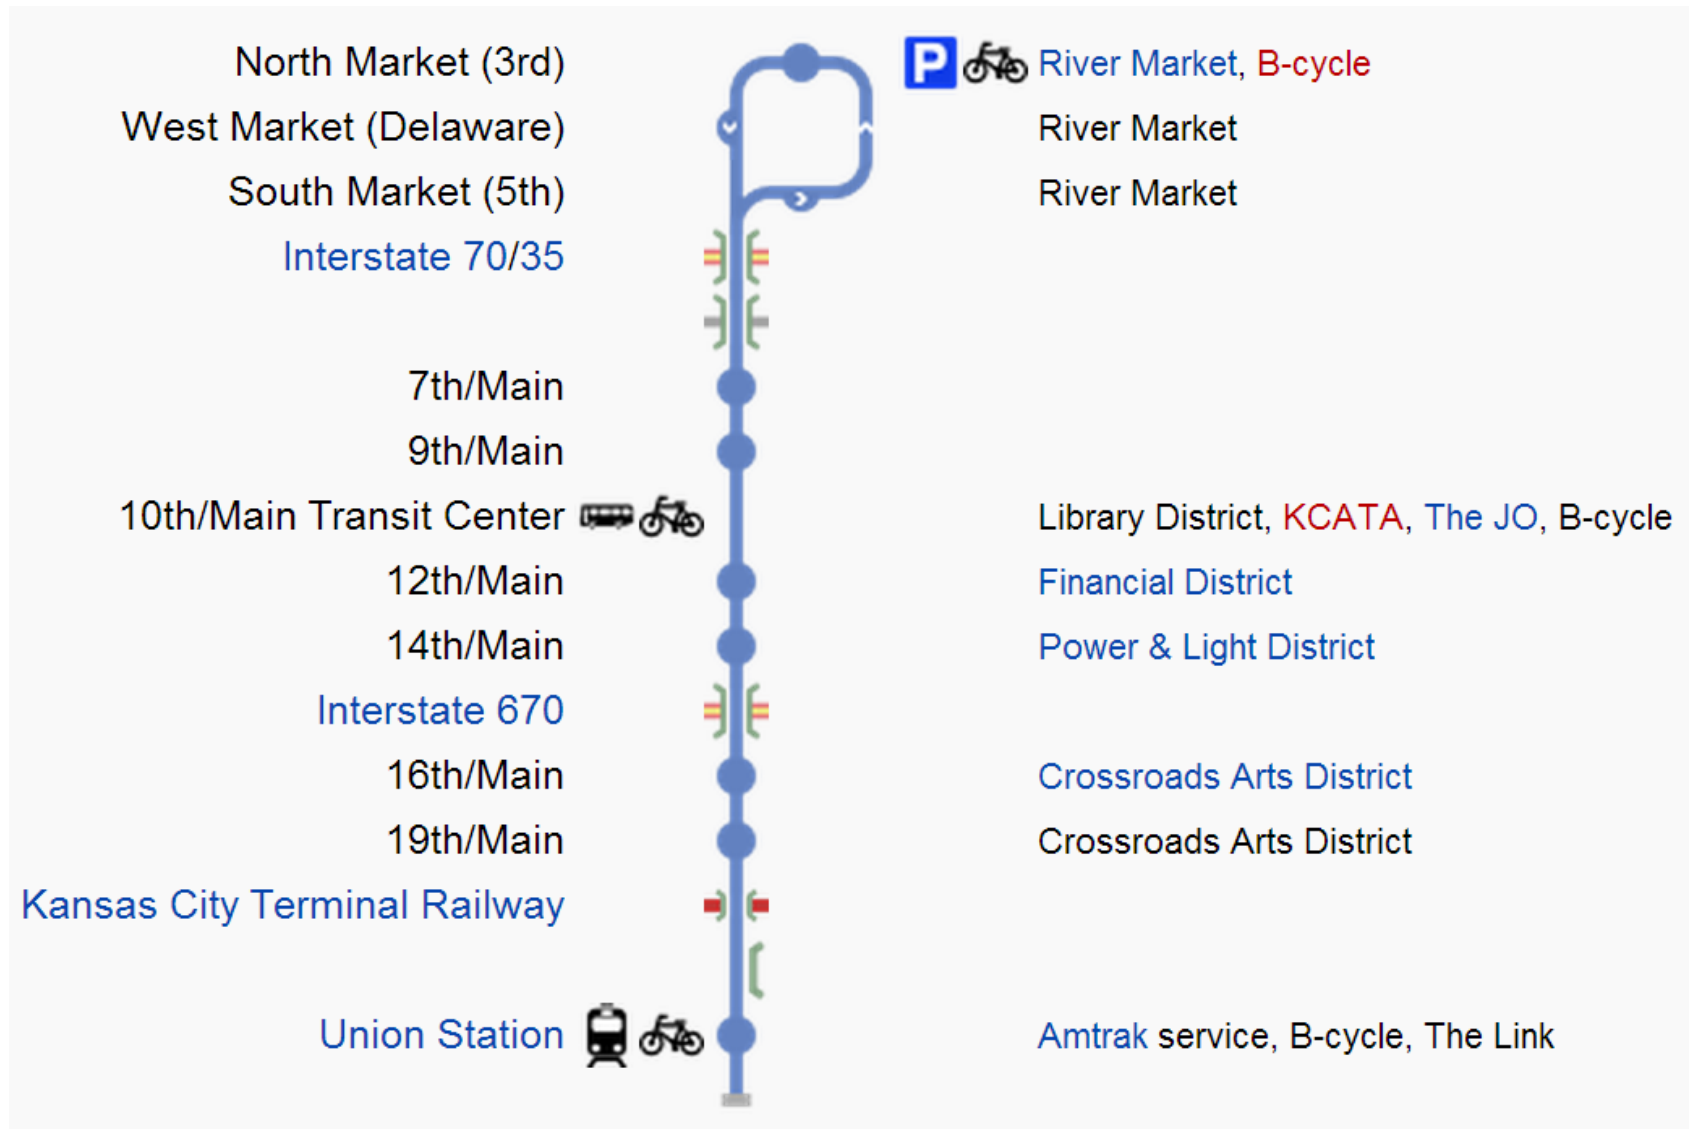 North Market (3rd) P River Market, B-cycle
West Market (Delaware) River Market
South Market (5th) River Market
Interstate 70/35
7th/Main
9th/Main
10th/Main Transit Center Library District, KCATA, The JO, B-cycle
12th/Main Financial District
14th/Main Power & Light District
Interstate 670
16th/Main Crossroads Arts District
19th/Main Crossroads Arts District
Kansas City Terminal Railway
Union Station Amtrak service, B-cycle, The Link